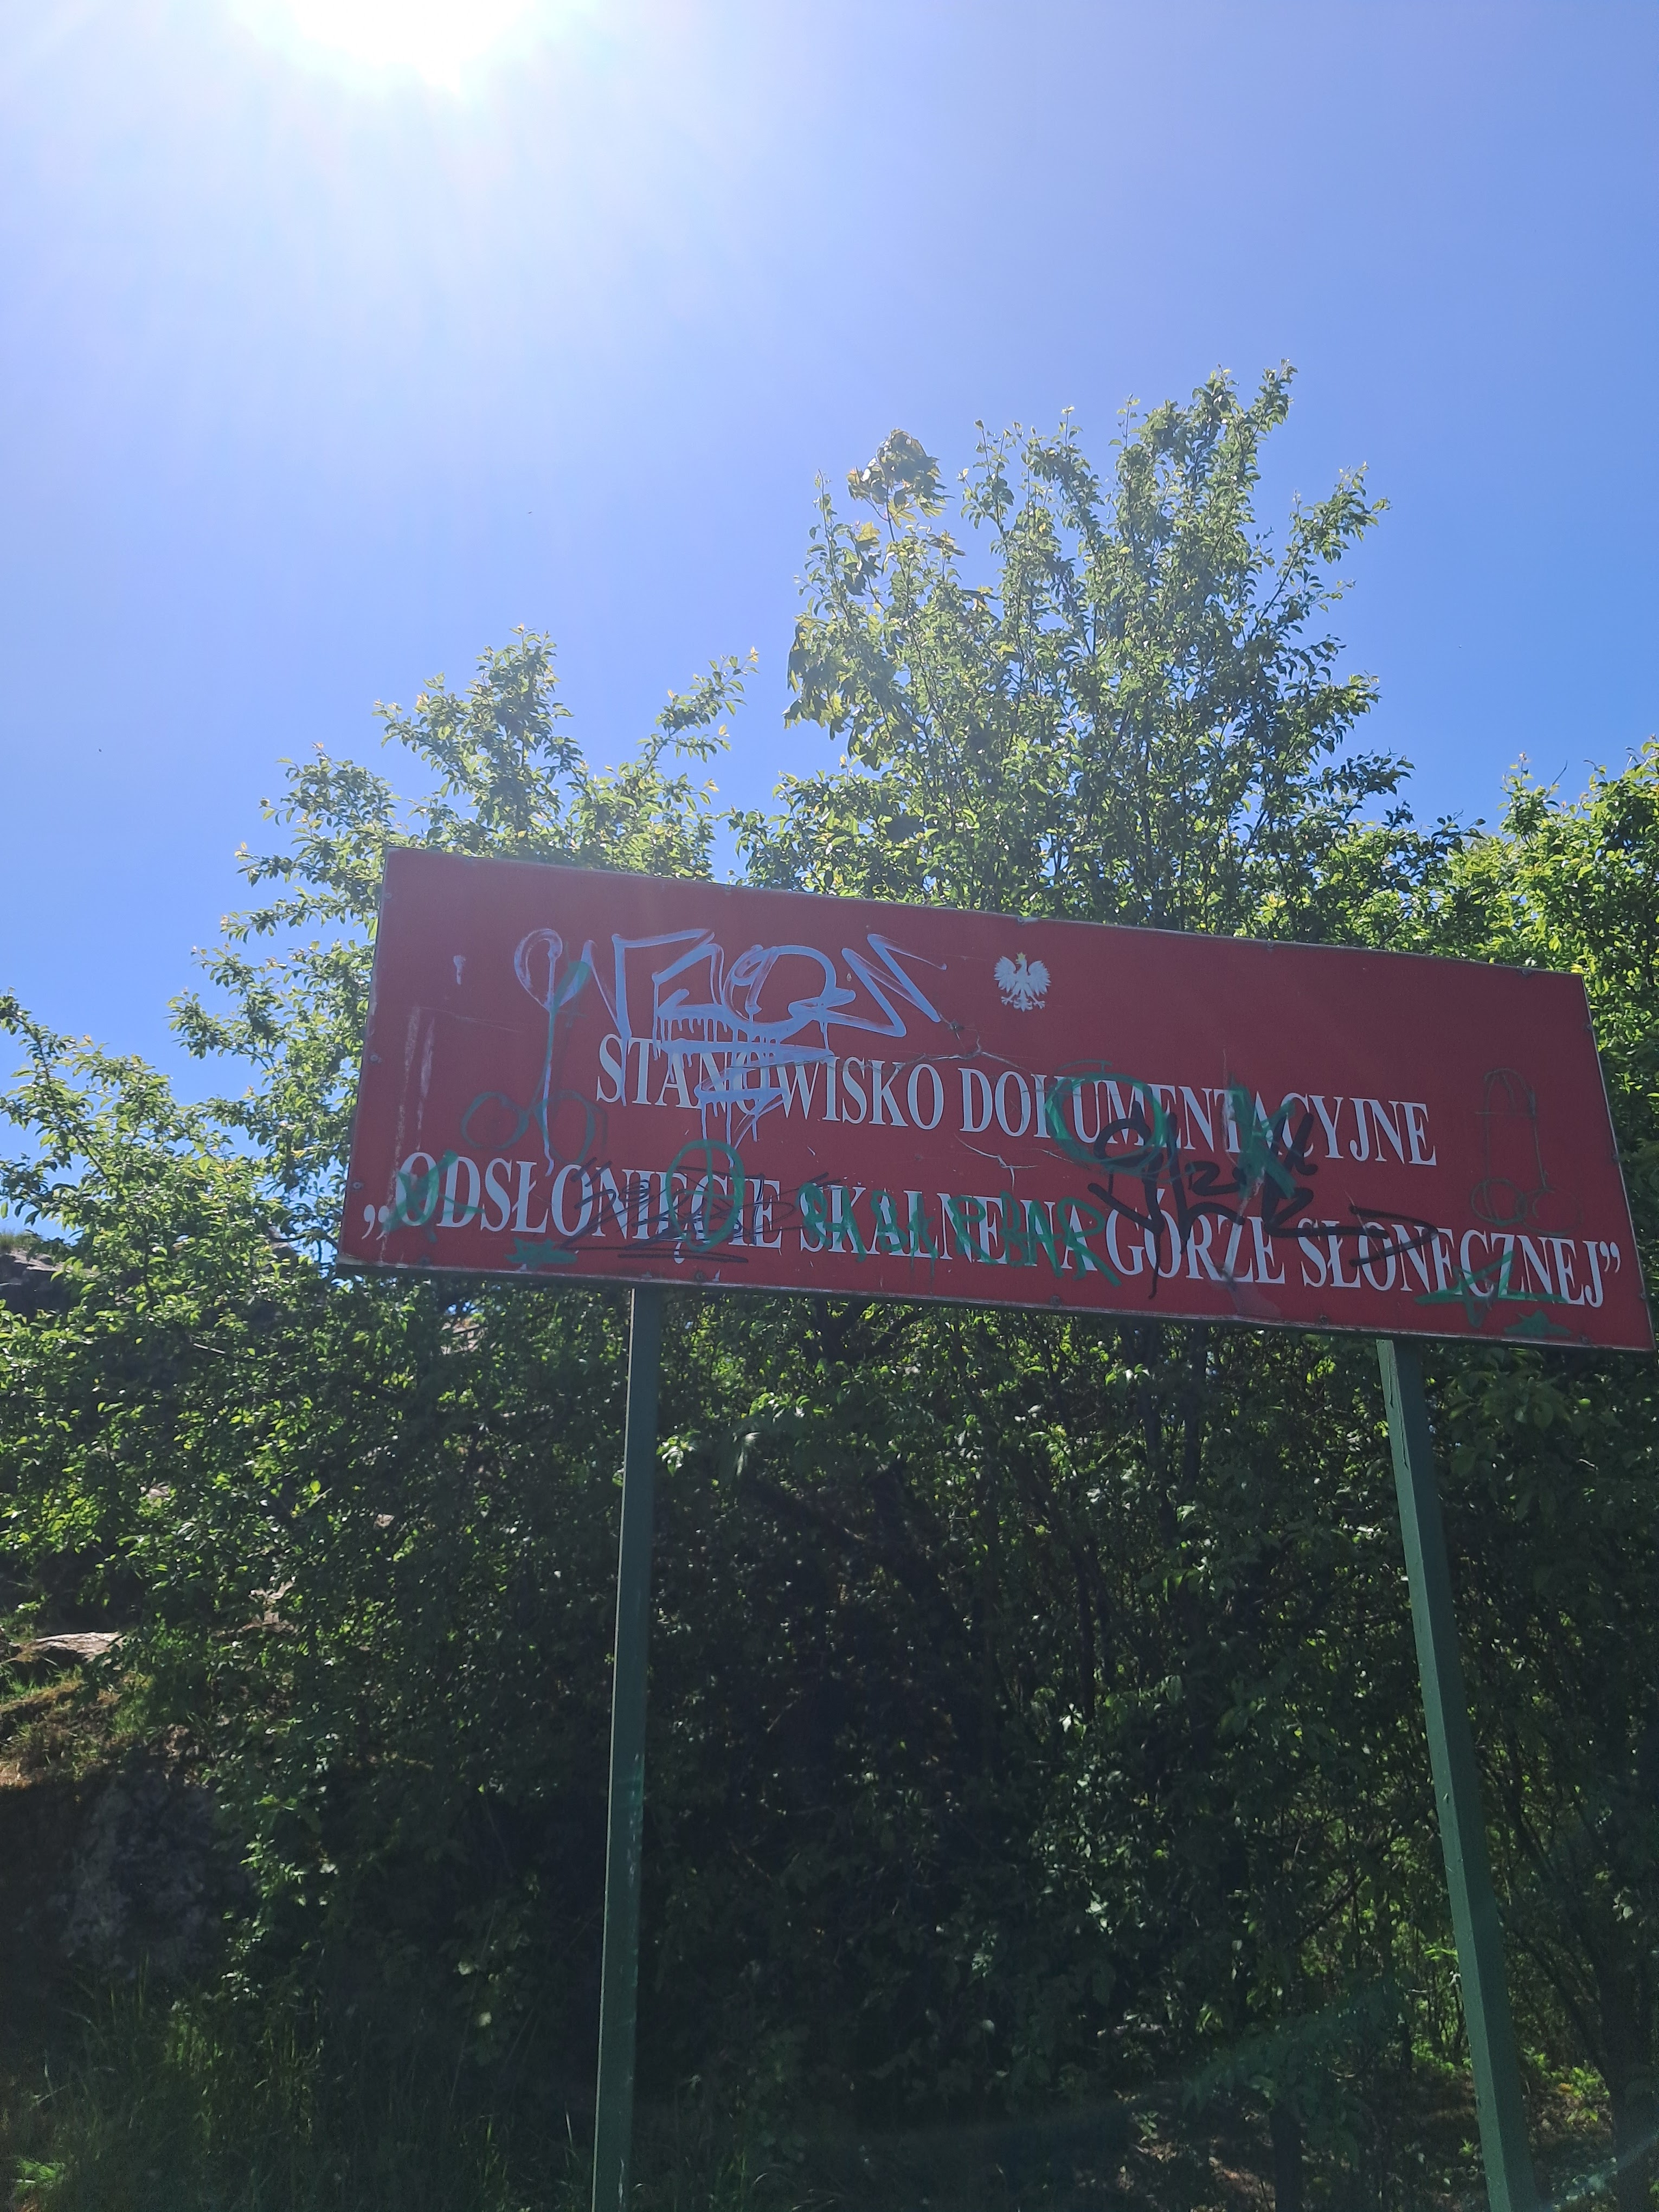 STANOWISKO DOKUMENTACYJNE
„ODSŁONIĘCIE SKALNE NA GÓRZE SŁONECZNEJ”